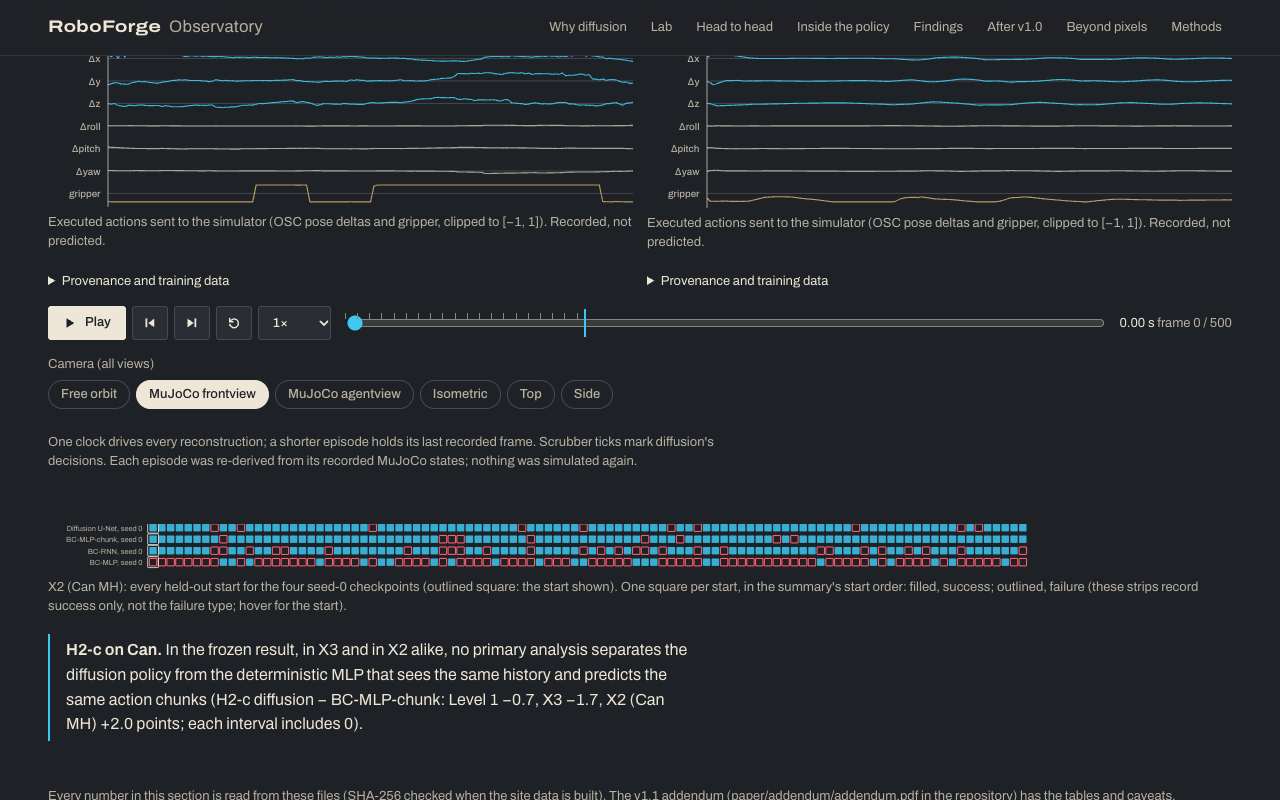 RoboForge Observatory
Why diffusion Lab Head to head Inside the policy Findings After v1.0 Beyond pixels Methods
Δx
Δy
Δz
Δroll
Δpitch
Δyaw
gripper
Executed actions sent to the simulator (OSC pose deltas and gripper, clipped to [−1, 1]). Recorded, not
predicted.
Provenance and training data
Δx
Δy
Δz
Δroll
Δpitch
Δyaw
gripper
Executed actions sent to the simulator (OSC pose deltas and gripper, clipped to [−1, 1]). Recorded, not
predicted.
Provenance and training data
Play 1× 0.00 s frame 0 / 500
Camera (all views)
Free orbit MuJoCo frontview MuJoCo agentview Isometric Top Side
One clock drives every reconstruction; a shorter episode holds its last recorded frame. Scrubber ticks mark diffusion's
decisions. Each episode was re-derived from its recorded MuJoCo states; nothing was simulated again.
Diffusion U-Net, seed 0
BC-MLP-chunk, seed 0
BC-RNN, seed 0
BC-MLP, seed 0
X2 (Can MH): every held-out start for the four seed-0 checkpoints (outlined square: the start shown). One square per start, in the summary's start order: filled, success; outlined, failure (these strips record
success only, not the failure type; hover for the start).
H2-c on Can. In the frozen result, in X3 and in X2 alike, no primary analysis separates the
diffusion policy from the deterministic MLP that sees the same history and predicts the
same action chunks (H2-c diffusion − BC-MLP-chunk: Level 1 −0.7, X3 −1.7, X2 (Can
MH) +2.0 points; each interval includes 0).
Every number in this section is read from these files (SHA-256 checked when the site data is built). The v1.1 addendum (paper/addendum/addendum.pdf in the repository) has the tables and caveats.